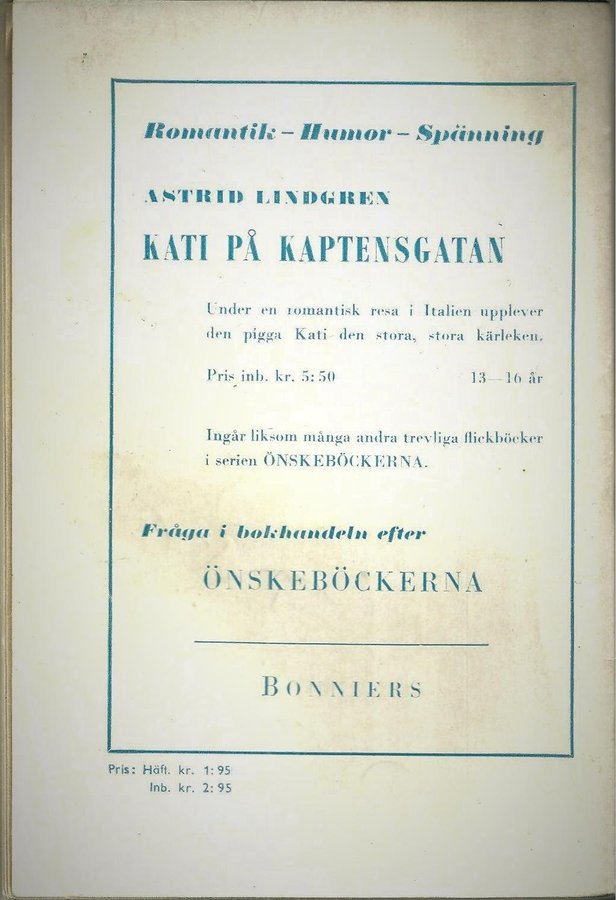 Romantik – Humor – Spänning
ASTRID LINDGREN
KATI PÅ KAPTENSGATAN
Under en romantisk resa i Italien upplever
den pigga Kati den stora, stora kärleken.
Pris inb. kr. 5:50 13—16 år
Ingår liksom många andra trevliga flickböcker
i serien ÖNSKEBÖCKERNA.
Fråga i bokhandeln efter
ÖNSKEBÖCKERNA
BONNIERS
Pris: Häft. kr. 1:95
Inb. kr. 2:95